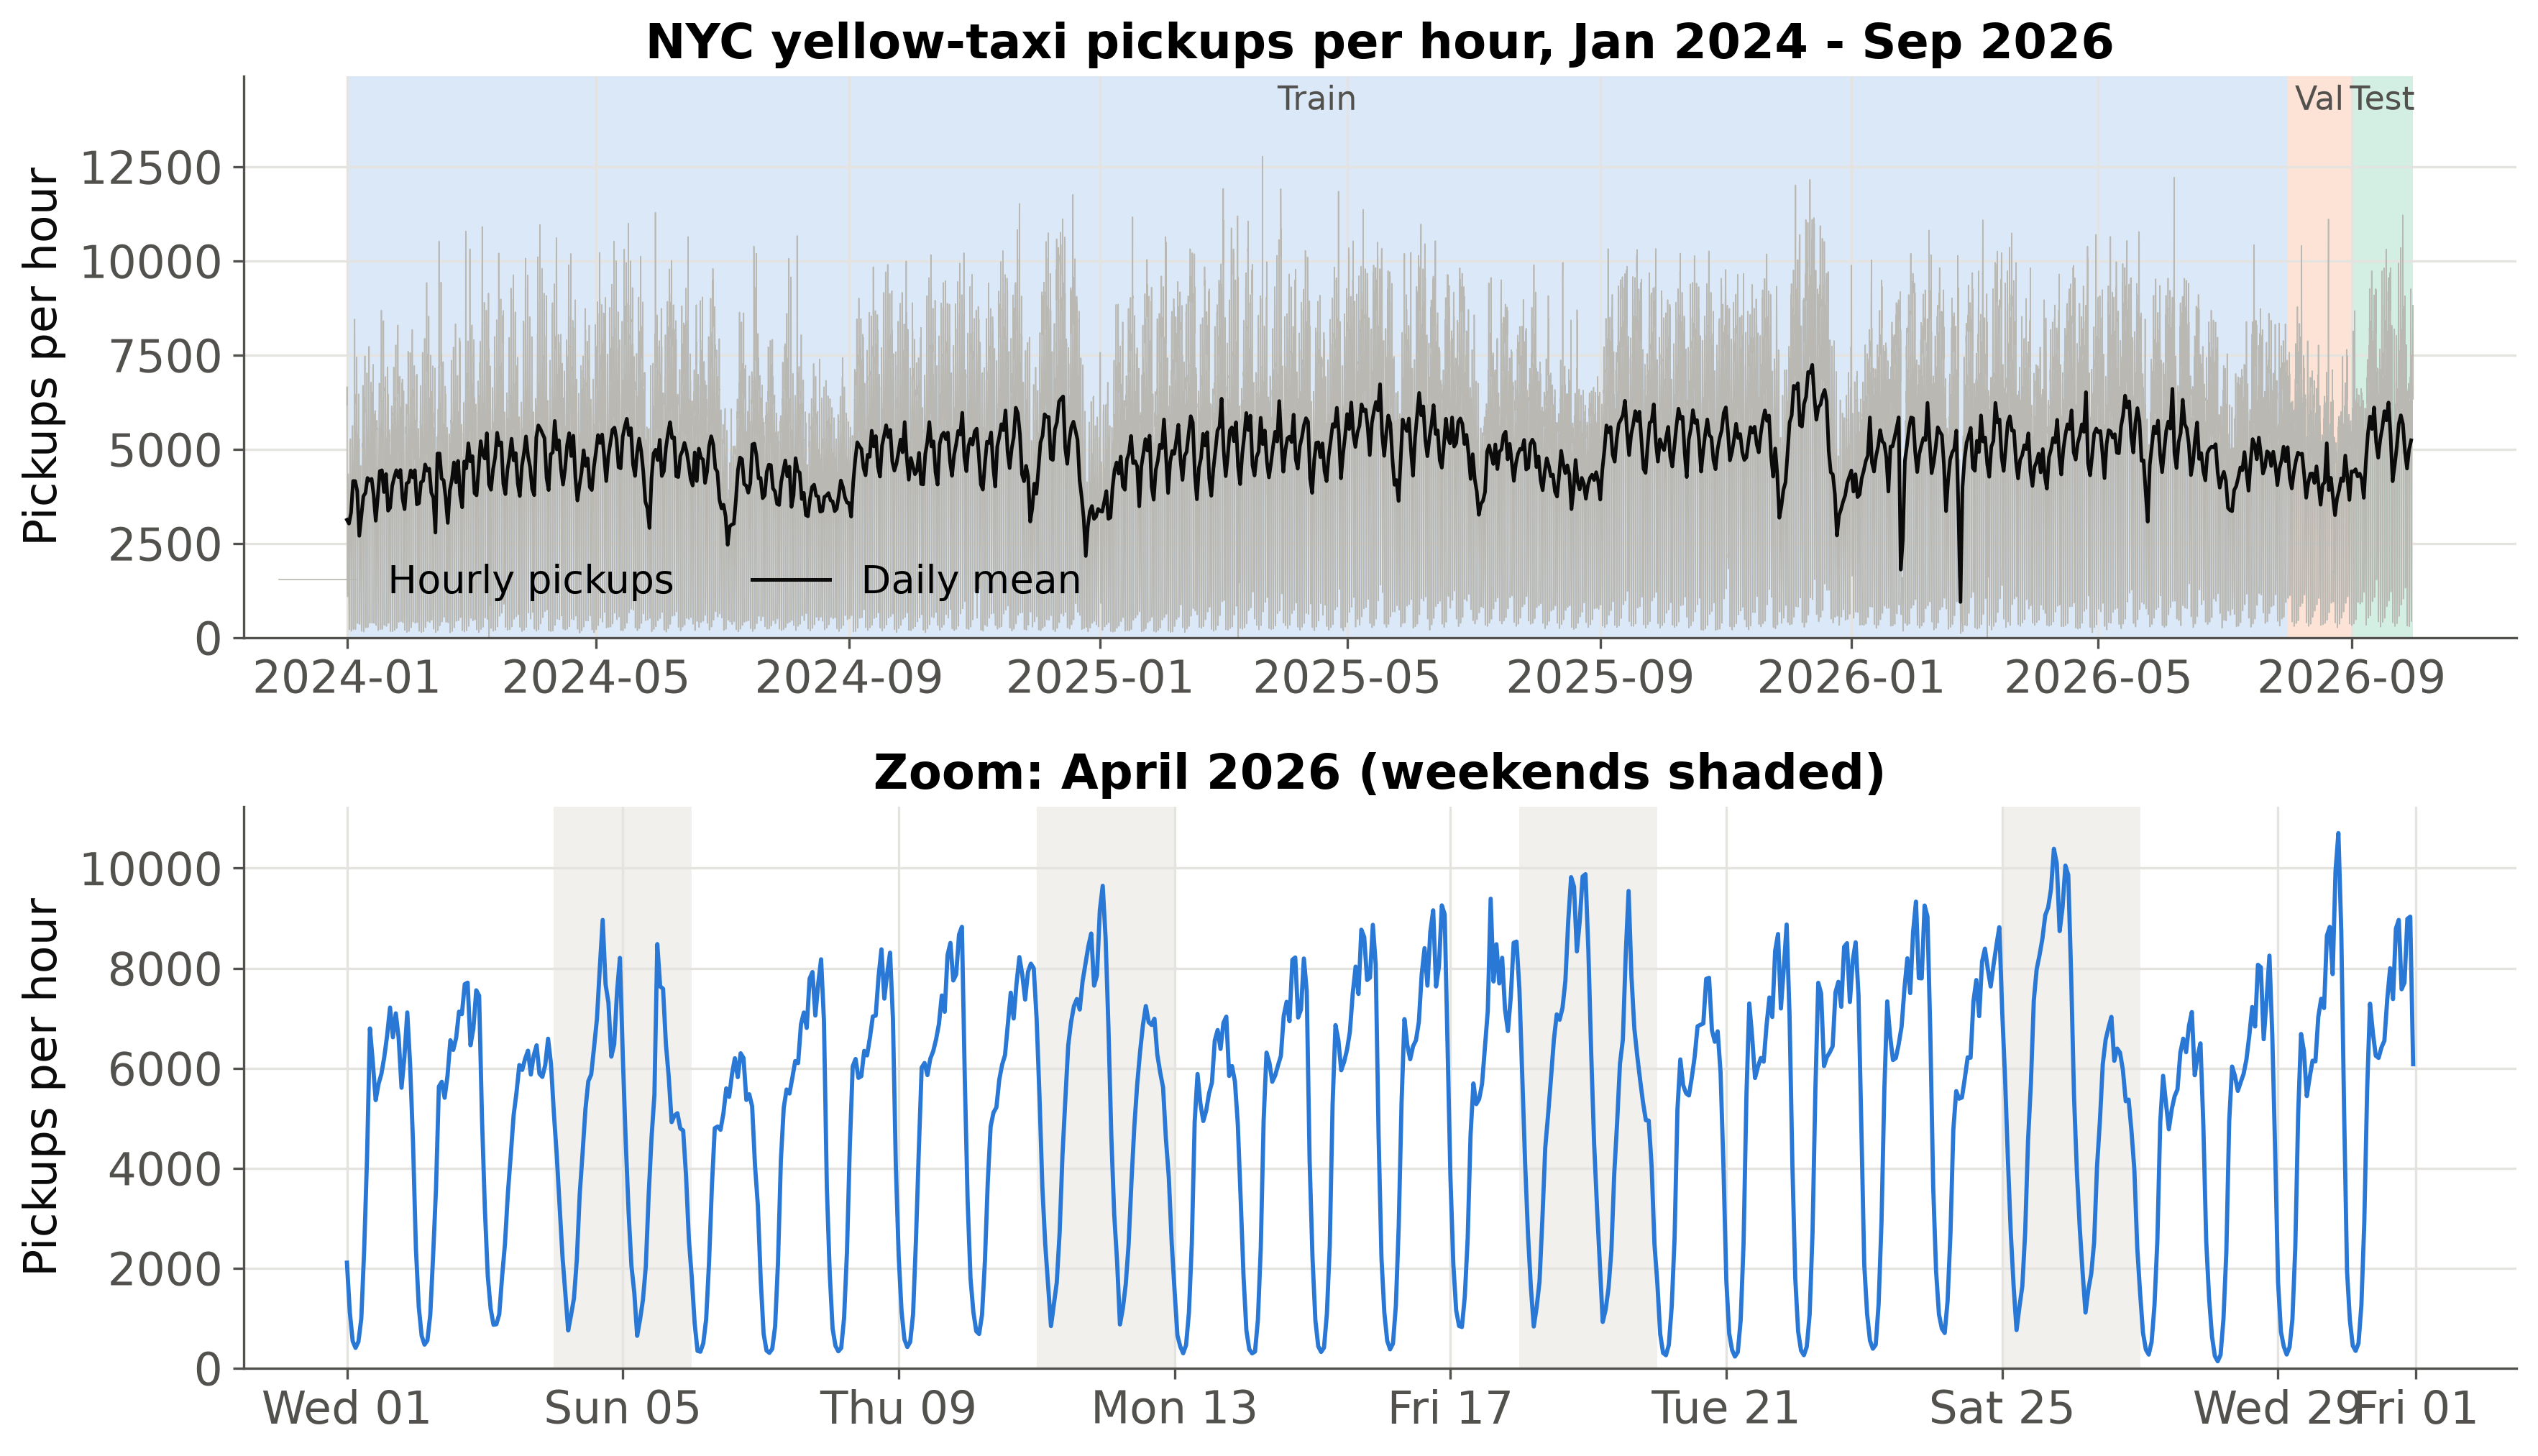 NYC yellow-taxi pickups per hour, Jan 2024 - Sep 2026
Train
Val
Test
Pickups per hour
12500
10000
7500
5000
2500
0
Hourly pickups
Daily mean
2024-01
2024-05
2024-09
2025-01
2025-05
2025-09
2026-01
2026-05
2026-09
Zoom: April 2026 (weekends shaded)
Pickups per hour
10000
8000
6000
4000
2000
0
Wed 01
Sun 05
Thu 09
Mon 13
Fri 17
Tue 21
Sat 25
Wed 29
Fri 01